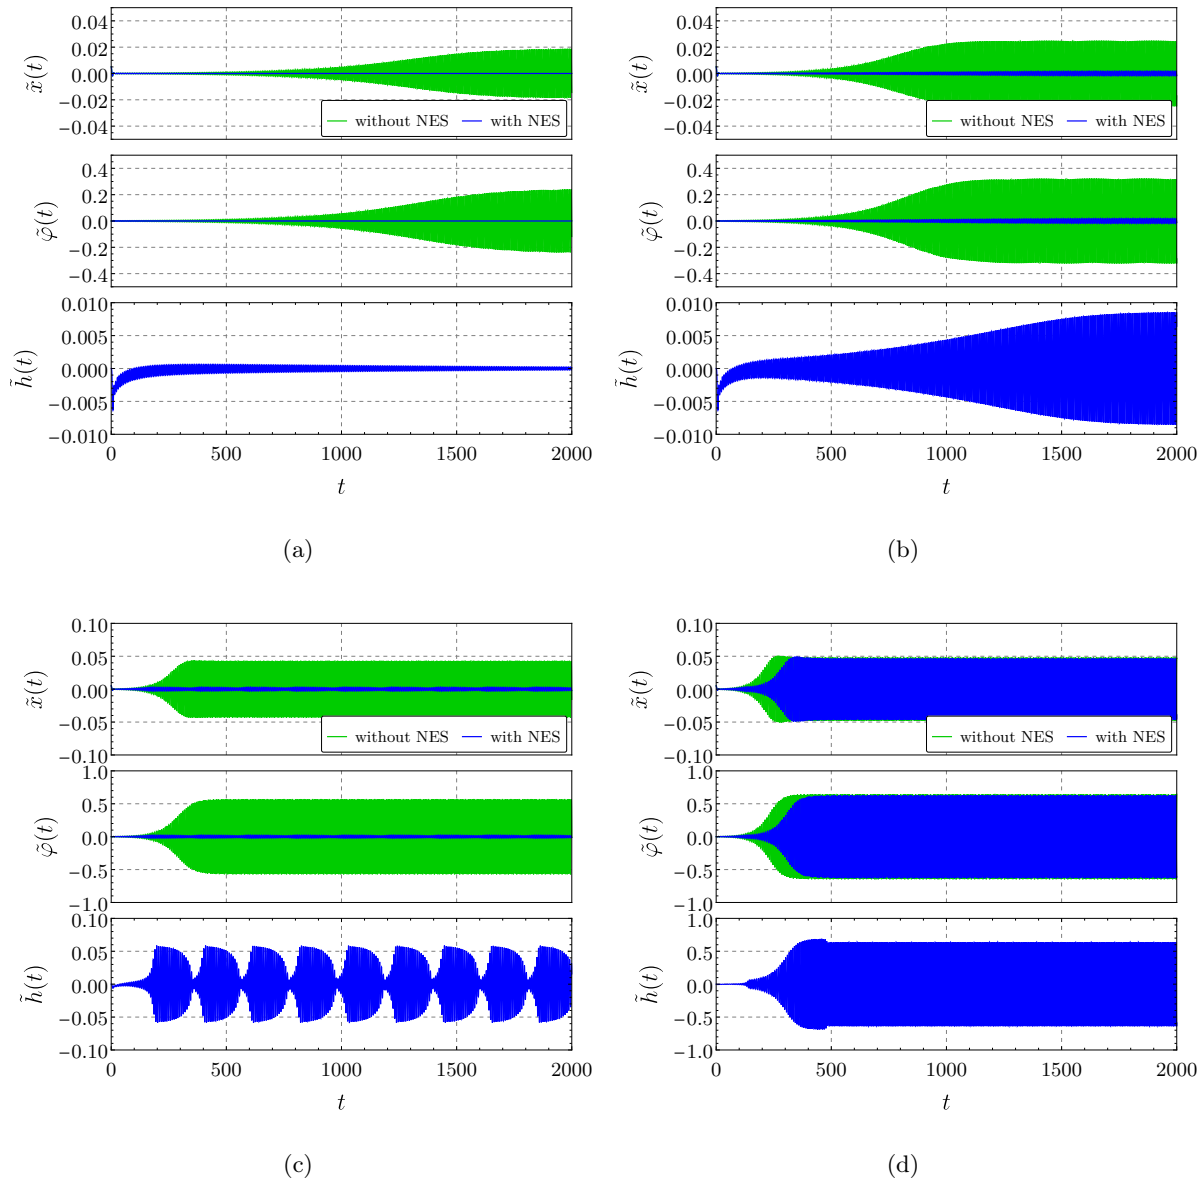 0.04
0.02
0.00
−0.02
−0.04
x̃(t)
without NES with NES
0.4
0.2
0.0
−0.2
−0.4
φ̃(t)
0.010
0.005
0.000
−0.005
−0.010
h̃(t)
0 500 1000 1500 2000
t
(a)
0.04
0.02
0.00
−0.02
−0.04
x̃(t)
without NES with NES
0.4
0.2
0.0
−0.2
−0.4
φ̃(t)
0.010
0.005
0.000
−0.005
−0.010
h̃(t)
0 500 1000 1500 2000
t
(b)
0.10
0.05
0.00
−0.05
−0.10
x̃(t)
without NES with NES
1.0
0.5
0.0
−0.5
−1.0
φ̃(t)
0.10
0.05
0.00
−0.05
−0.10
h̃(t)
0 500 1000 1500 2000
t
(c)
0.10
0.05
0.00
−0.05
−0.10
x̃(t)
without NES with NES
1.0
0.5
0.0
−0.5
−1.0
φ̃(t)
1.0
0.5
0.0
−0.5
−1.0
h̃(t)
0 500 1000 1500 2000
t
(d)